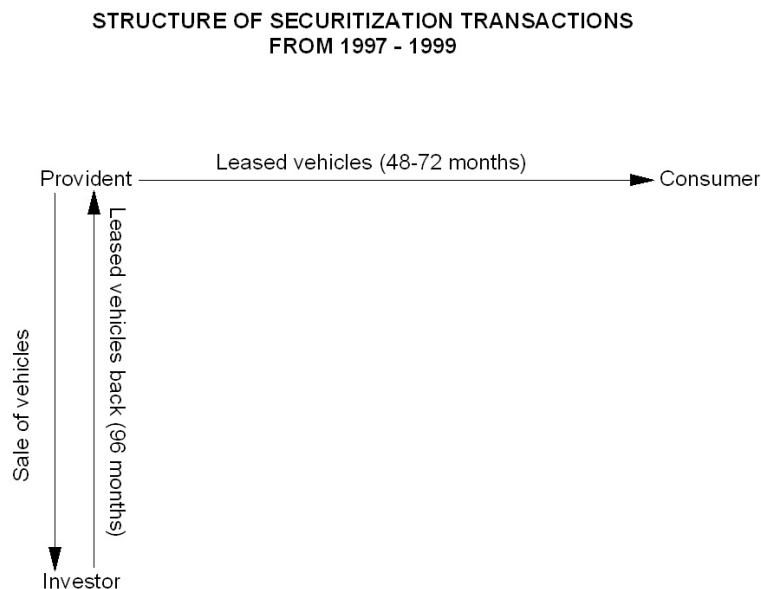 STRUCTURE OF SECURITIZATION TRANSACTIONS
FROM 1997 - 1999
Leased vehicles (48-72 months)
Provident
Consumer
Leased vehicles back (96 months)
Sale of vehicles
Investor